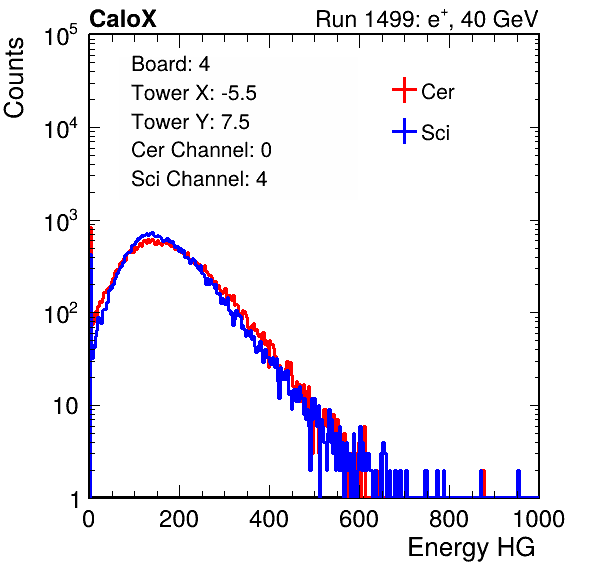 CaloX
Run 1499: e⁺, 40 GeV
Counts
Board: 4
Tower X: -5.5
Tower Y: 7.5
Cer Channel: 0
Sci Channel: 4
Cer
Sci
10⁵
10⁴
10³
10²
10
1
0 200 400 600 800 1000
Energy HG